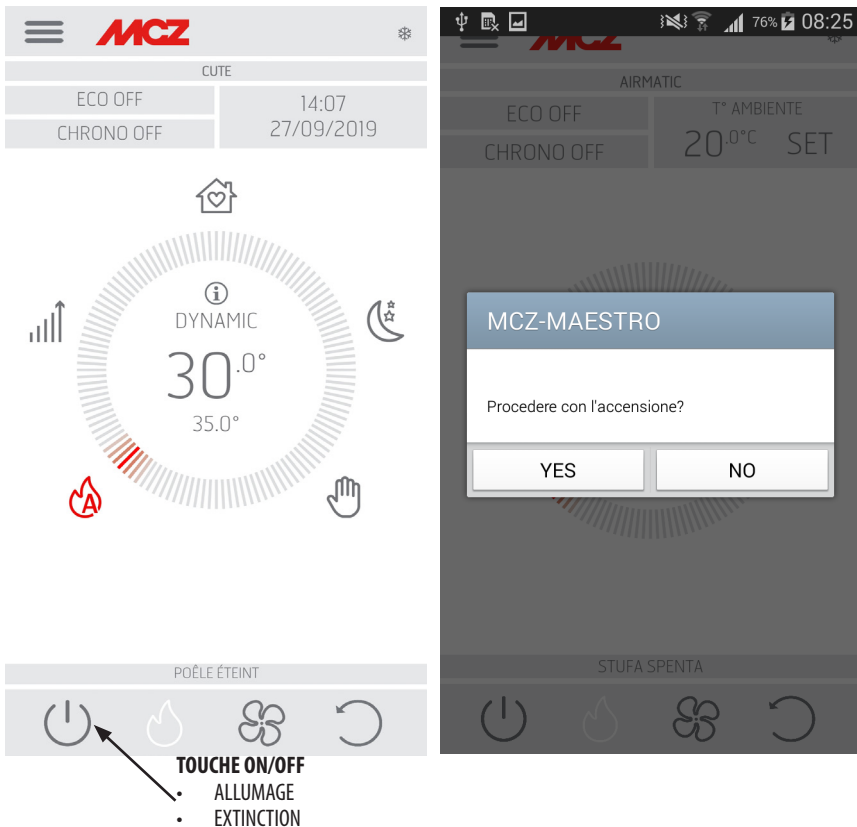 MCZ
CUTE
ECO OFF
CHRONO OFF
14:07
27/09/2019
DYNAMIC
30.0°
35.0°
A
POÊLE ÉTEINT
TOUCHE ON/OFF
• ALLUMAGE
• EXTINCTION
76% 08:25
MCZ
AIRMATIC
ECO OFF
CHRONO OFF
T° AMBIENTE
20.0°C SET
MCZ-MAESTRO
Procedere con l'accensione?
YES NO
STUFA SPENTA